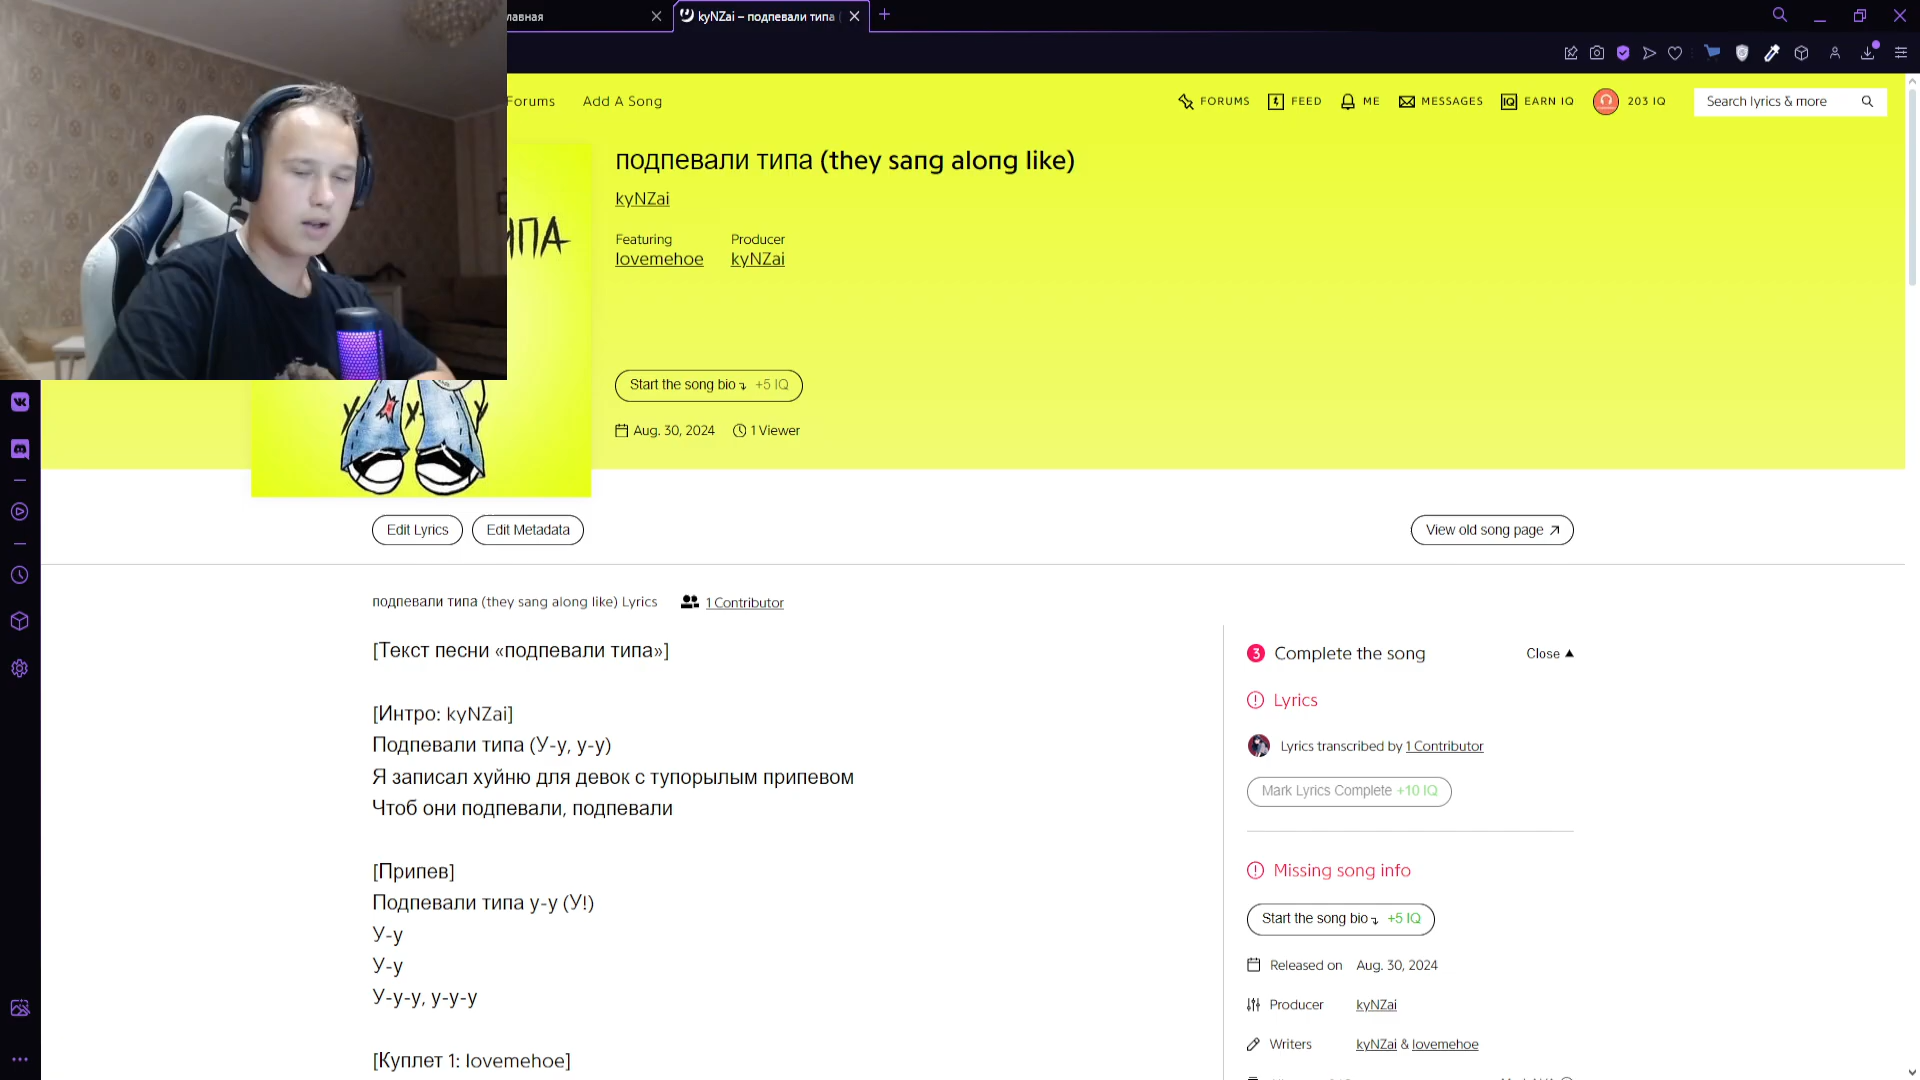 лавная
kyNZai – подпевали типа
Forums
Add A Song
FORUMS
FEED
ME
MESSAGES
EARN IQ
203 IQ
Search lyrics & more
ИПА
подпевали типа (they sang along like)
kyNZai
Featuring
lovemehoe
Producer
kyNZai
Start the song bio +5 IQ
Aug. 30, 2024
1 Viewer
Edit Lyrics
Edit Metadata
View old song page
подпевали типа (they sang along like) Lyrics
1 Contributor
[Текст песни «подпевали типа»]
[Интро: kyNZai]
Подпевали типа (У-у, у-у)
Я записал хуйню для девок с тупорылым припевом
Чтоб они подпевали, подпевали
[Припев]
Подпевали типа у-у (У!)
У-у
У-у
У-у-у, у-у-у
[Куплет 1: lovemehoe]
3 Complete the song
Close
Lyrics
Lyrics transcribed by 1 Contributor
Mark Lyrics Complete +10 IQ
Missing song info
Start the song bio +5 IQ
Released on Aug. 30, 2024
Producer kyNZai
Writers kyNZai & lovemehoe